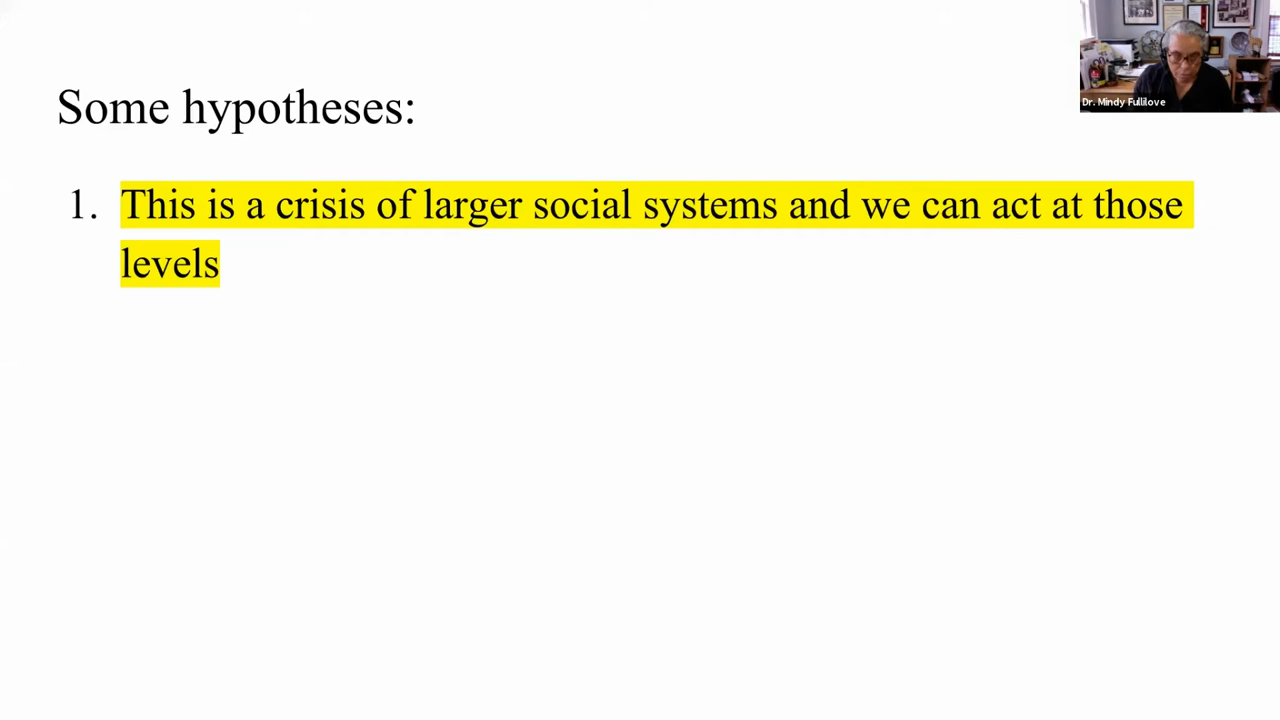 Some hypotheses:
1. This is a crisis of larger social systems and we can act at those
levels
Dr. Mindy Fullilove